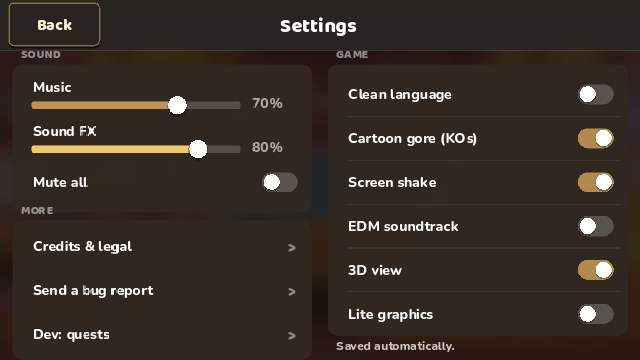 Back
Settings
SOUND
Music
70%
Sound FX
80%
Mute all
MORE
Credits & legal
>
Send a bug report
>
Dev: quests
>
GAME
Clean language
Cartoon gore (KOs)
Screen shake
EDM soundtrack
3D view
Lite graphics
Saved automatically.